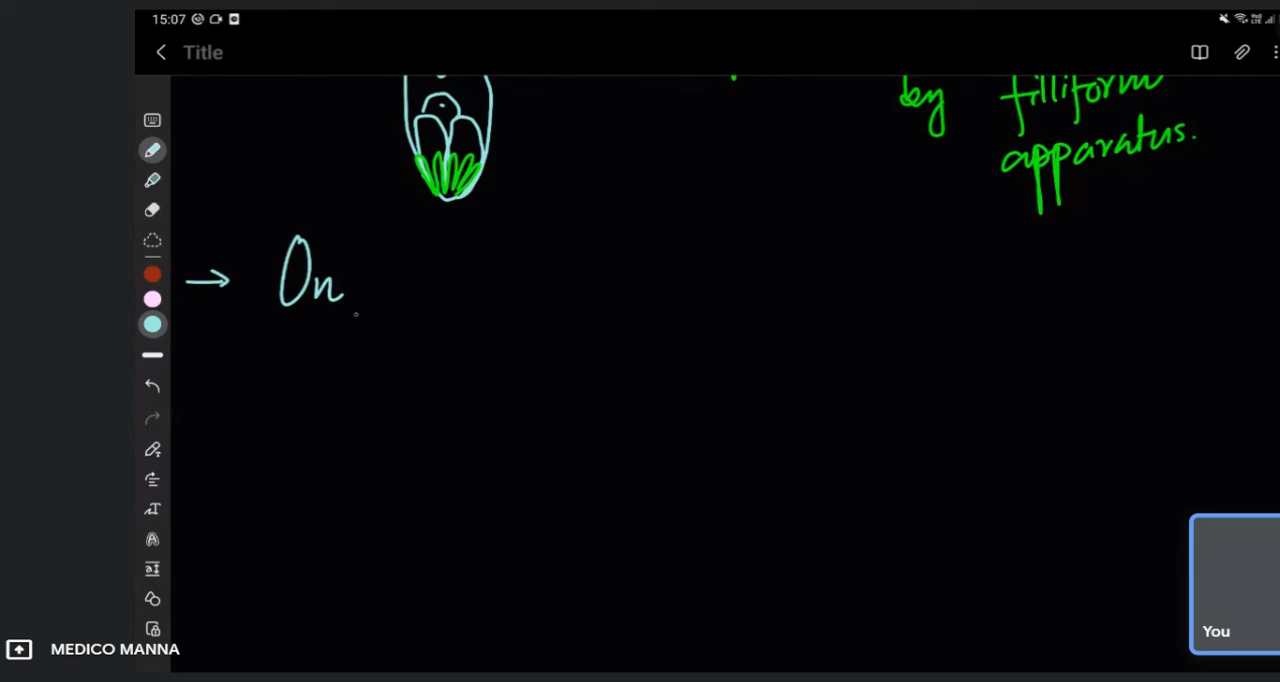 15:07
Title
by filliform
apparatus.
→ On
You
MEDICO MANNA